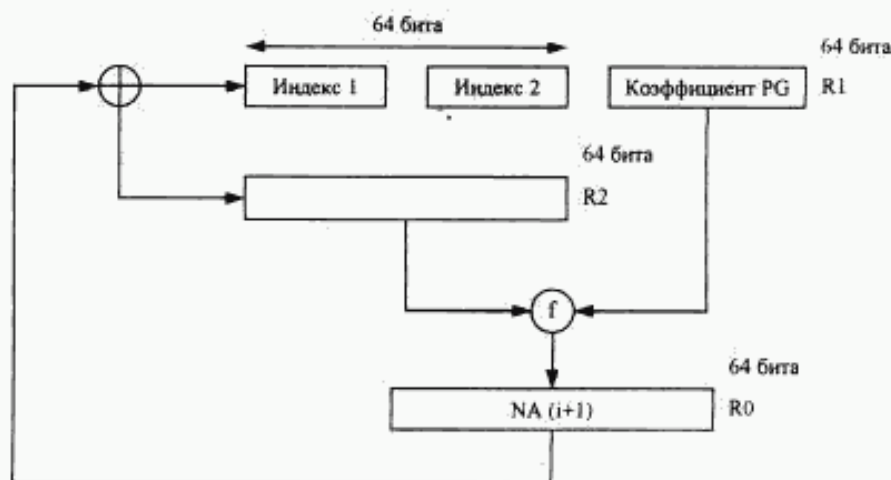 64 бита
64 бита
Индекс 1
Индекс 2
Коэффициент PG
R1
64 бита
R2
f
64 бита
NA (i+1)
R0